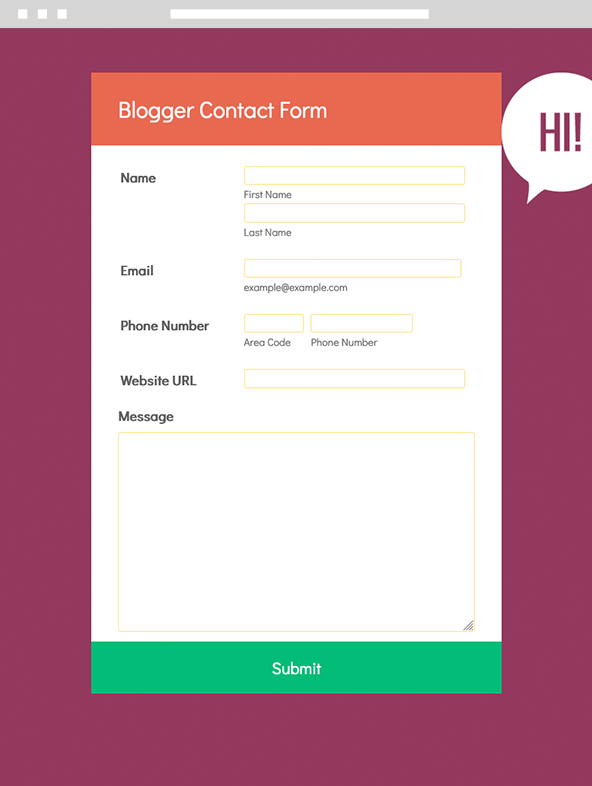 Blogger Contact Form
HI!
Name
First Name
Last Name
Email
example@example.com
Phone Number
Area Code Phone Number
Website URL
Message
Submit